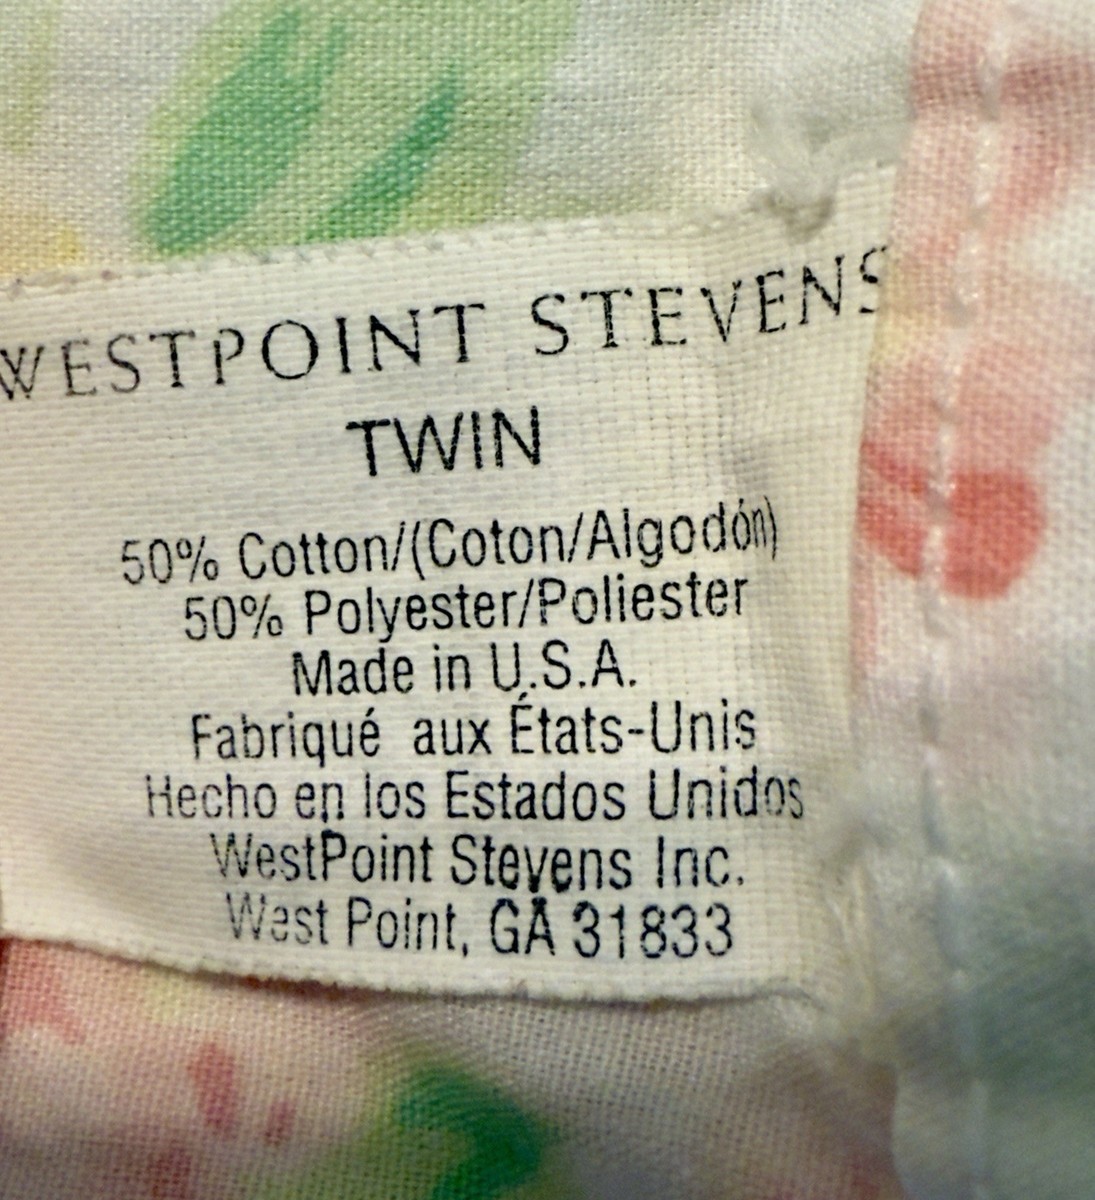 WESTPOINT STEVENS
TWIN
50% Cotton/(Coton/Algodón)
50% Polyester/Poliester
Made in U.S.A.
Fabriqué aux États-Unis
Hecho en los Estados Unidos
WestPoint Stevens Inc.
West Point, GA 31833